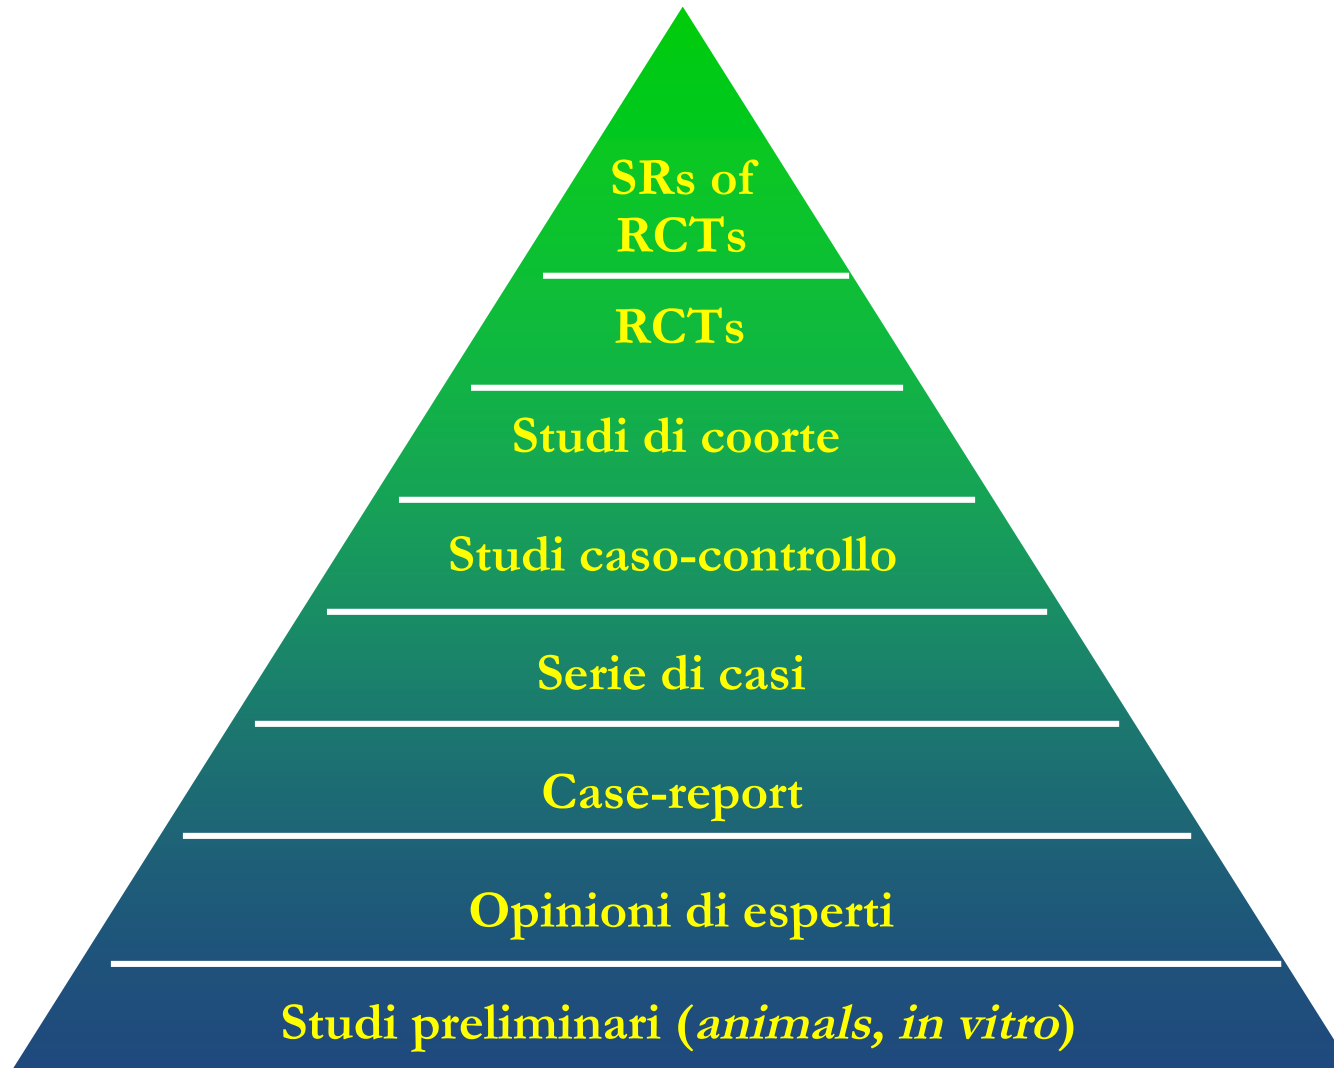 SRs of
RCTs
RCTs
Studi di coorte
Studi caso-controllo
Serie di casi
Case-report
Opinioni di esperti
Studi preliminari (animals, in vitro)